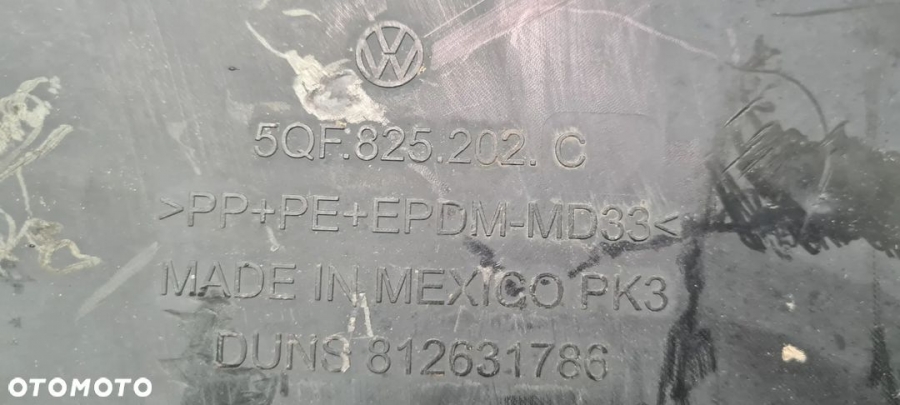 5QF.825.202. C
>PP+PE+EPDM-MD33<
MADE IN MEXICO PK3
DUNS 812631786
OTOMOTO